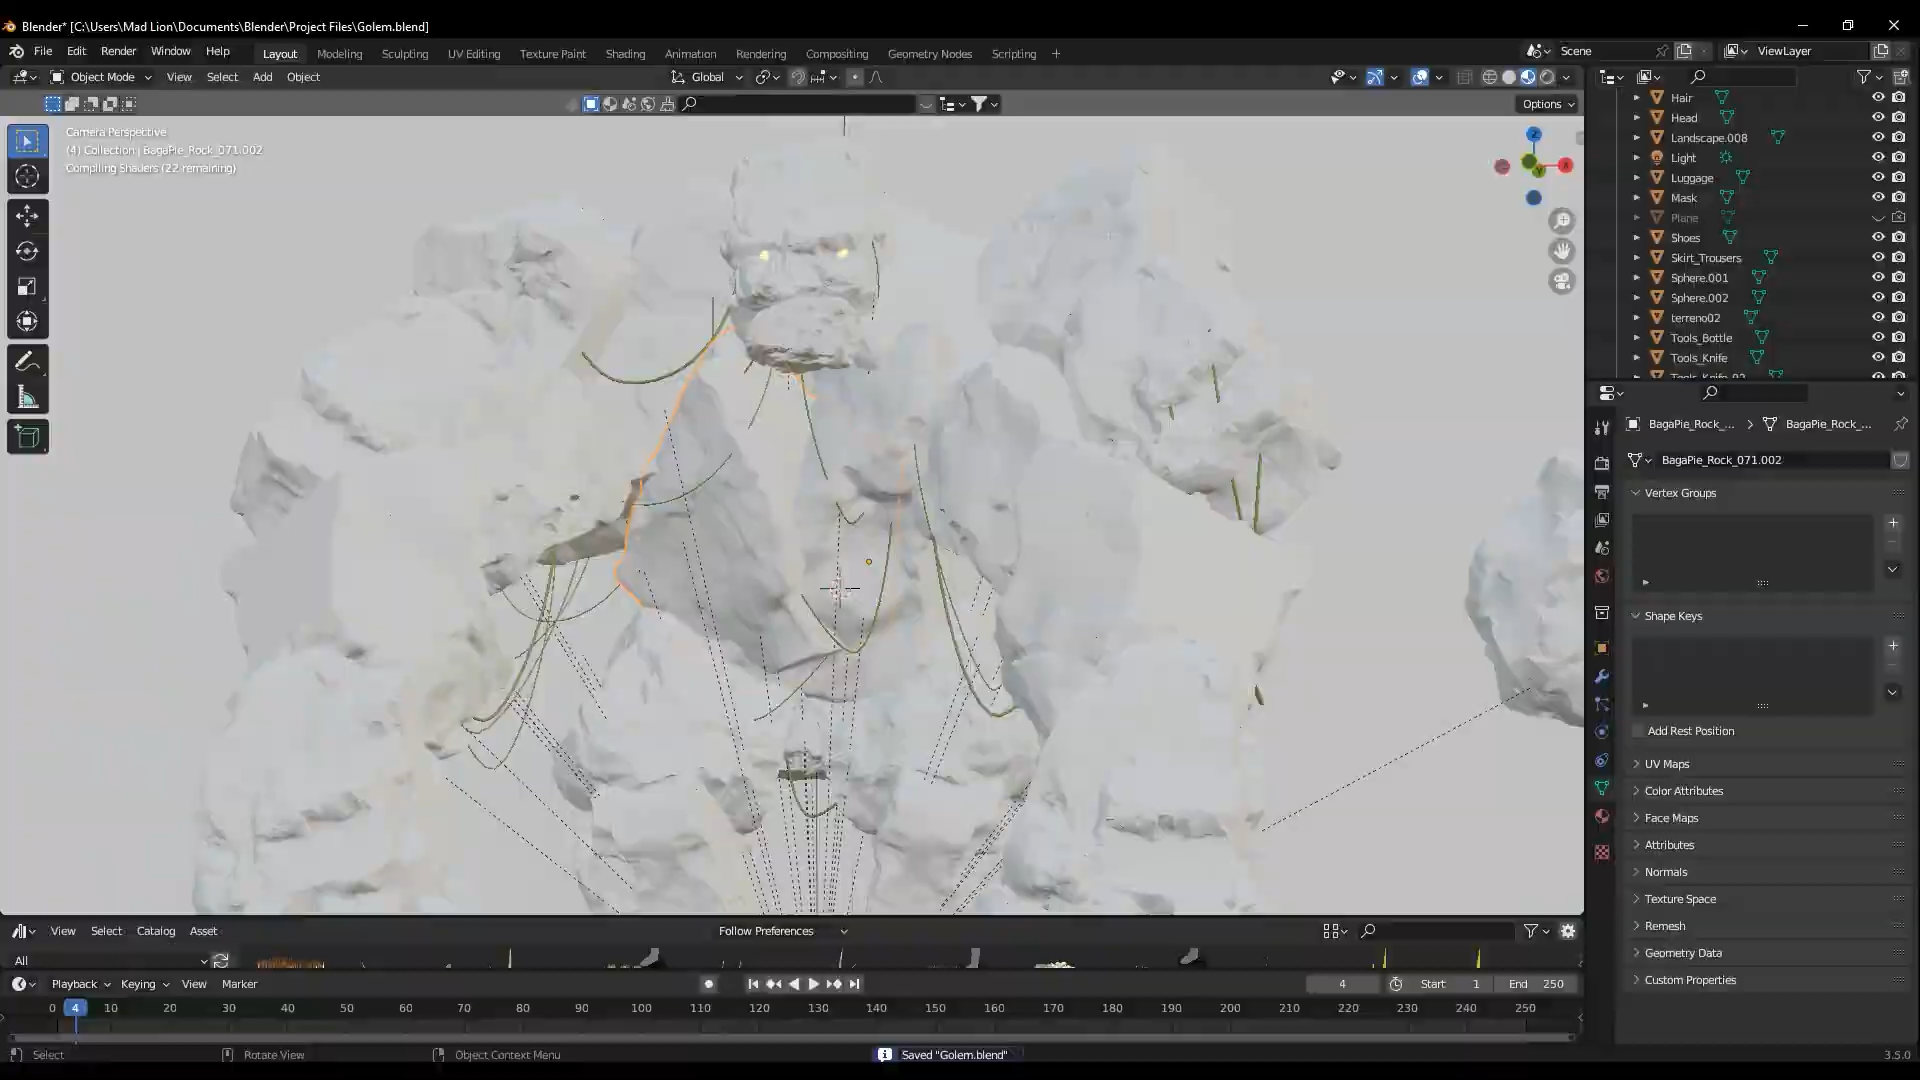 Blender* [C:\Users\Mad Lion\Documents\Blender\Project Files\Golem.blend]
File Edit Render Window Help Layout Modeling Sculpting UV Editing Texture Paint Shading Animation Rendering Compositing Geometry Nodes Scripting + Scene ViewLayer
Object Mode View Select Add Object Global
Options
Camera Perspective
(4) Collection | BagaPie_Rock_071.002
Compiling Shaders (22 remaining)
Z
X
Y
Hair
Head
Landscape.008
Light
Luggage
Mask
Plane
Shoes
Skirt_Trousers
Sphere.001
Sphere.002
terreno02
Tools_Bottle
Tools_Knife
BagaPie_Rock_... > BagaPie_Rock_...
BagaPie_Rock_071.002
Vertex Groups
Shape Keys
Add Rest Position
UV Maps
Color Attributes
Face Maps
Attributes
Normals
Texture Space
Remesh
Geometry Data
Custom Properties
View Select Catalog Asset Follow Preferences
All
Playback Keying View Marker 4 Start 1 End 250
0 4 10 20 30 40 50 60 70 80 90 100 110 120 130 140 150 160 170 180 190 200 210 220 230 240 250
Select Rotate View Object Context Menu Saved "Golem.blend" 3.5.0